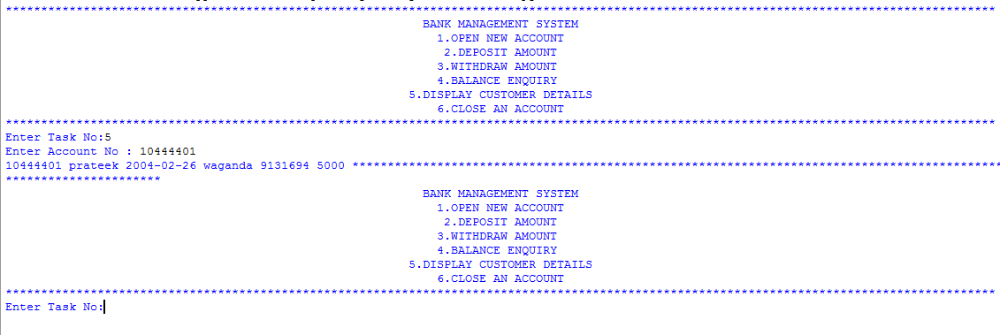 ********************************************************************************************************************************************
BANK MANAGEMENT SYSTEM
1.OPEN NEW ACCOUNT
2.DEPOSIT AMOUNT
3.WITHDRAW AMOUNT
4.BALANCE ENQUIRY
5.DISPLAY CUSTOMER DETAILS
6.CLOSE AN ACCOUNT
********************************************************************************************************************************************
Enter Task No:5
Enter Account No : 10444401
10444401 prateek 2004-02-26 waganda 9131694 5000 ********************************************************************************************
**********************
BANK MANAGEMENT SYSTEM
1.OPEN NEW ACCOUNT
2.DEPOSIT AMOUNT
3.WITHDRAW AMOUNT
4.BALANCE ENQUIRY
5.DISPLAY CUSTOMER DETAILS
6.CLOSE AN ACCOUNT
********************************************************************************************************************************************
Enter Task No: